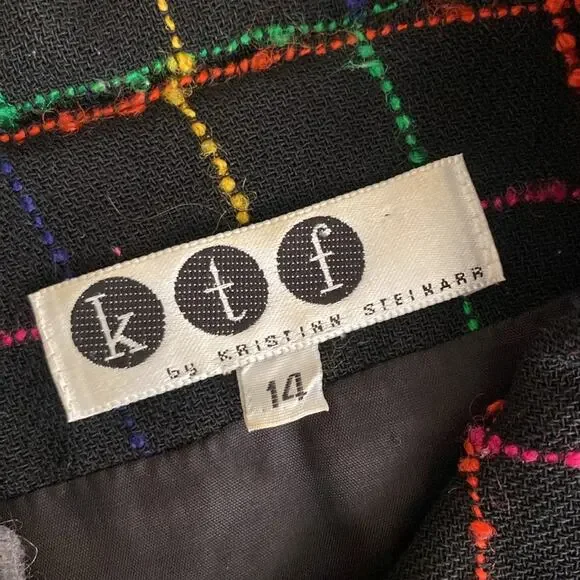 k t f
by KRISTINN STEINARR
14